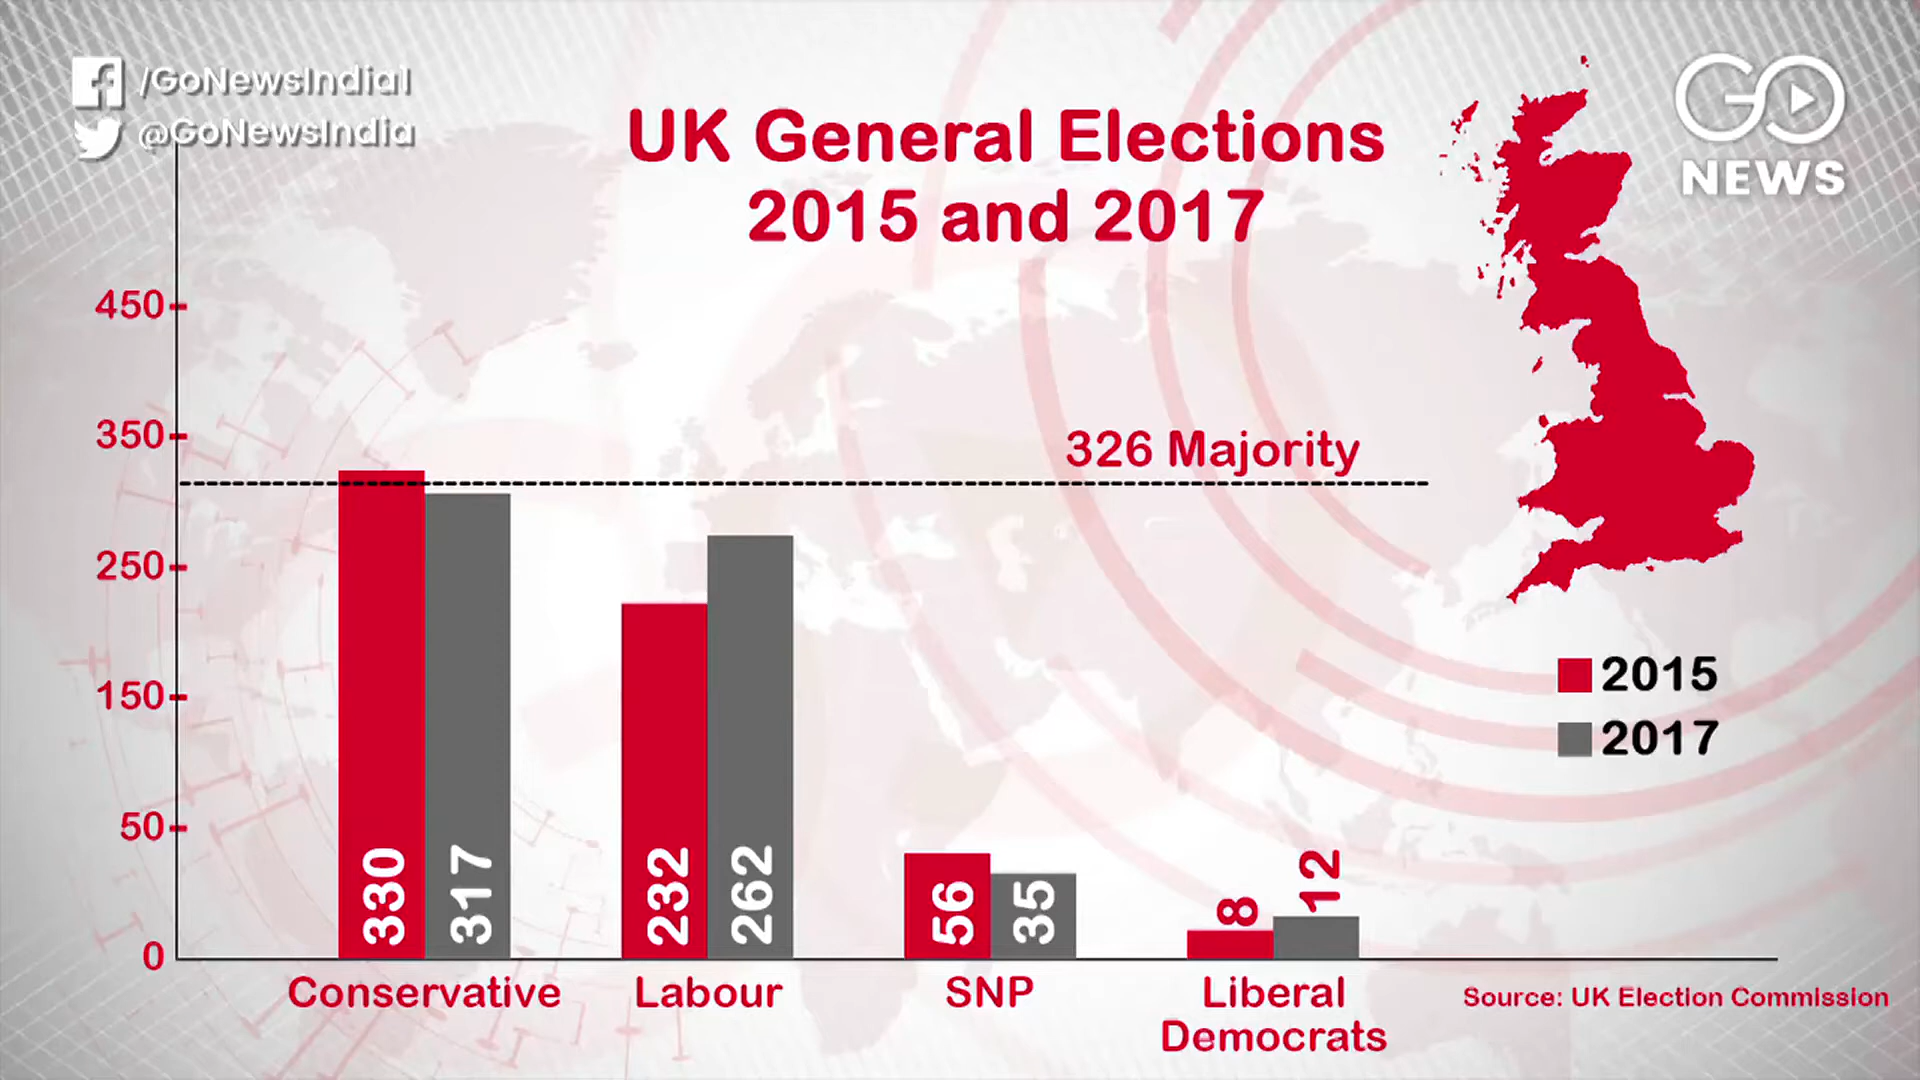 /GoNewsIndia1
@GoNewsIndia
GO
NEWS
UK General Elections
2015 and 2017
450
350
250
150
50
0
326 Majority
330
317
232
262
56
35
8
12
Conservative
Labour
SNP
Liberal
Democrats
2015
2017
Source: UK Election Commission